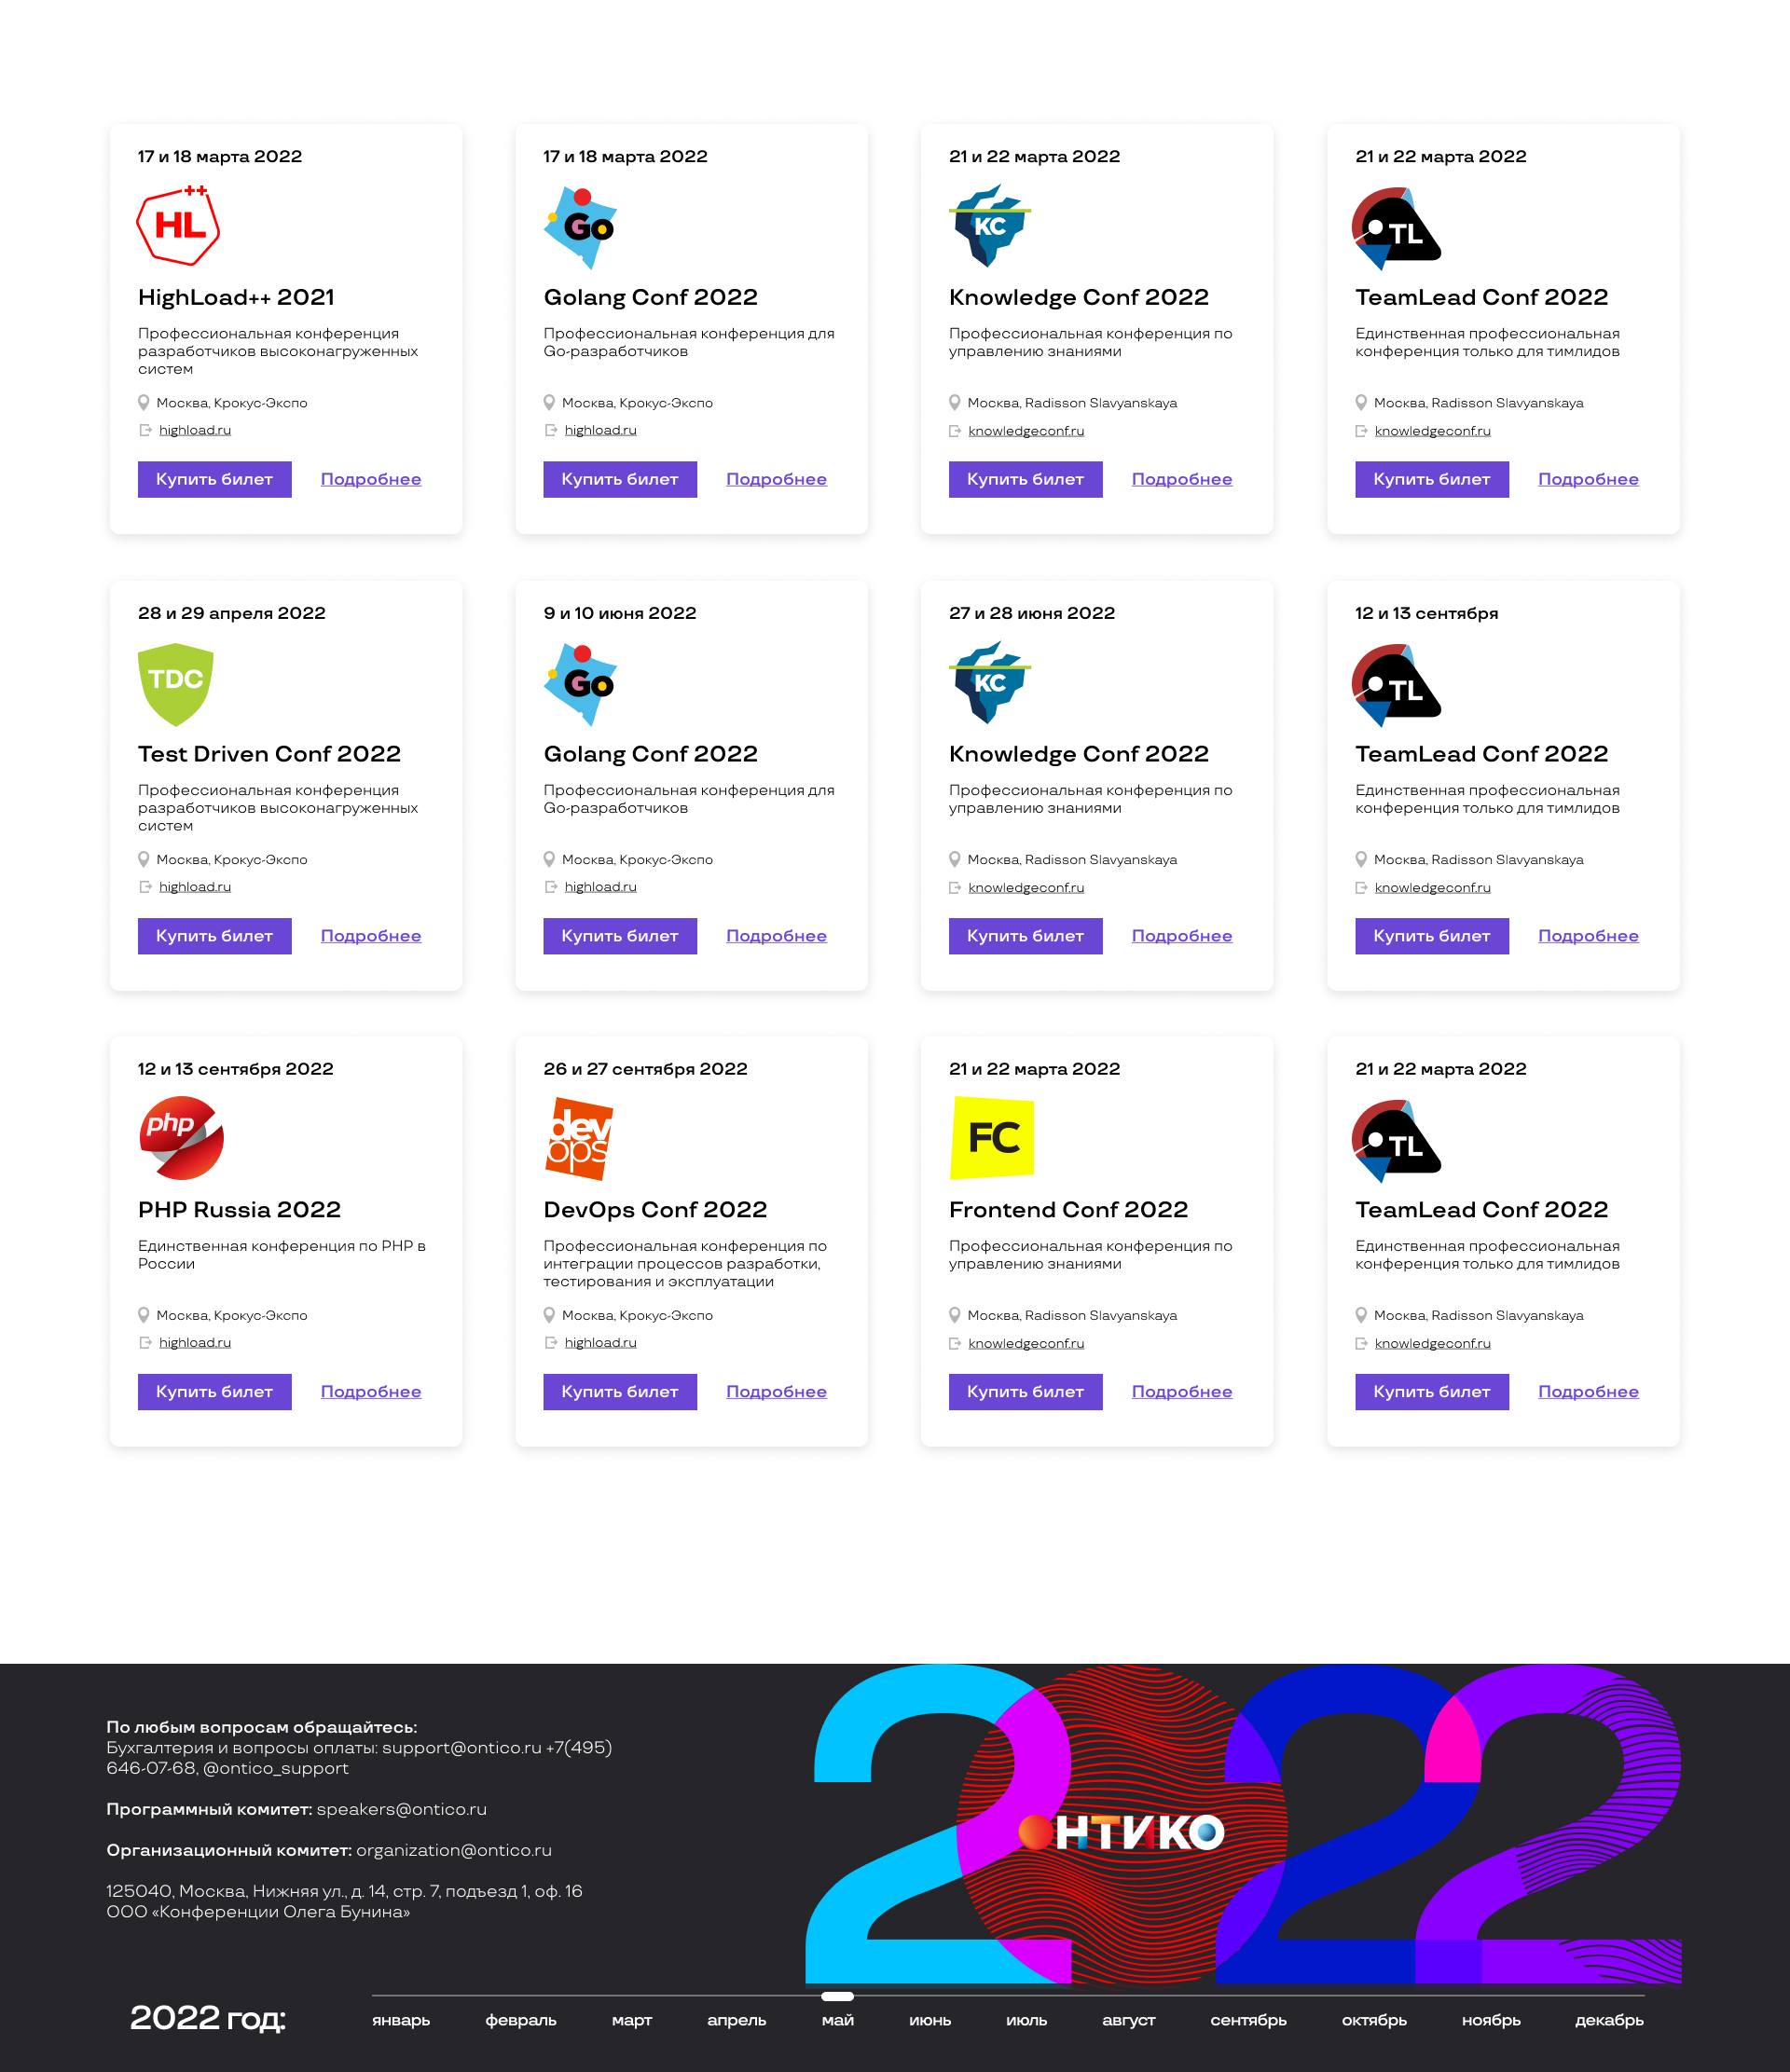 17 и 18 марта 2022
HL++
HighLoad++ 2021
Профессиональная конференция
разработчиков высоконагруженных
систем
Москва, Крокус-Экспо
highload.ru
Купить билет Подробнее
17 и 18 марта 2022
Go
Golang Conf 2022
Профессиональная конференция для
Go-разработчиков
Москва, Крокус-Экспо
highload.ru
Купить билет Подробнее
21 и 22 марта 2022
KC
Knowledge Conf 2022
Профессиональная конференция по
управлению знаниями
Москва, Radisson Slavyanskaya
knowledgeconf.ru
Купить билет Подробнее
21 и 22 марта 2022
TL
TeamLead Conf 2022
Единственная профессиональная
конференция только для тимлидов
Москва, Radisson Slavyanskaya
knowledgeconf.ru
Купить билет Подробнее
28 и 29 апреля 2022
TDC
Test Driven Conf 2022
Профессиональная конференция
разработчиков высоконагруженных
систем
Москва, Крокус-Экспо
highload.ru
Купить билет Подробнее
9 и 10 июня 2022
Go
Golang Conf 2022
Профессиональная конференция для
Go-разработчиков
Москва, Крокус-Экспо
highload.ru
Купить билет Подробнее
27 и 28 июня 2022
KC
Knowledge Conf 2022
Профессиональная конференция по
управлению знаниями
Москва, Radisson Slavyanskaya
knowledgeconf.ru
Купить билет Подробнее
12 и 13 сентября
TL
TeamLead Conf 2022
Единственная профессиональная
конференция только для тимлидов
Москва, Radisson Slavyanskaya
knowledgeconf.ru
Купить билет Подробнее
12 и 13 сентября 2022
php
PHP Russia 2022
Единственная конференция по PHP в
России
Москва, Крокус-Экспо
highload.ru
Купить билет Подробнее
26 и 27 сентября 2022
dev
ops
DevOps Conf 2022
Профессиональная конференция по
интеграции процессов разработки,
тестирования и эксплуатации
Москва, Крокус-Экспо
highload.ru
Купить билет Подробнее
21 и 22 марта 2022
FC
Frontend Conf 2022
Профессиональная конференция по
управлению знаниями
Москва, Radisson Slavyanskaya
knowledgeconf.ru
Купить билет Подробнее
21 и 22 марта 2022
TL
TeamLead Conf 2022
Единственная профессиональная
конференция только для тимлидов
Москва, Radisson Slavyanskaya
knowledgeconf.ru
Купить билет Подробнее
По любым вопросам обращайтесь:
Бухгалтерия и вопросы оплаты: support@ontico.ru +7(495)
646-07-68, @ontico_support
Программный комитет: speakers@ontico.ru
Организационный комитет: organization@ontico.ru
125040, Москва, Нижняя ул., д. 14, стр. 7, подъезд 1, оф. 16
ООО «Конференции Олега Бунина»
2022
ОНТИКО
2022 год:
январь февраль март апрель май июнь июль август сентябрь октябрь ноябрь декабрь